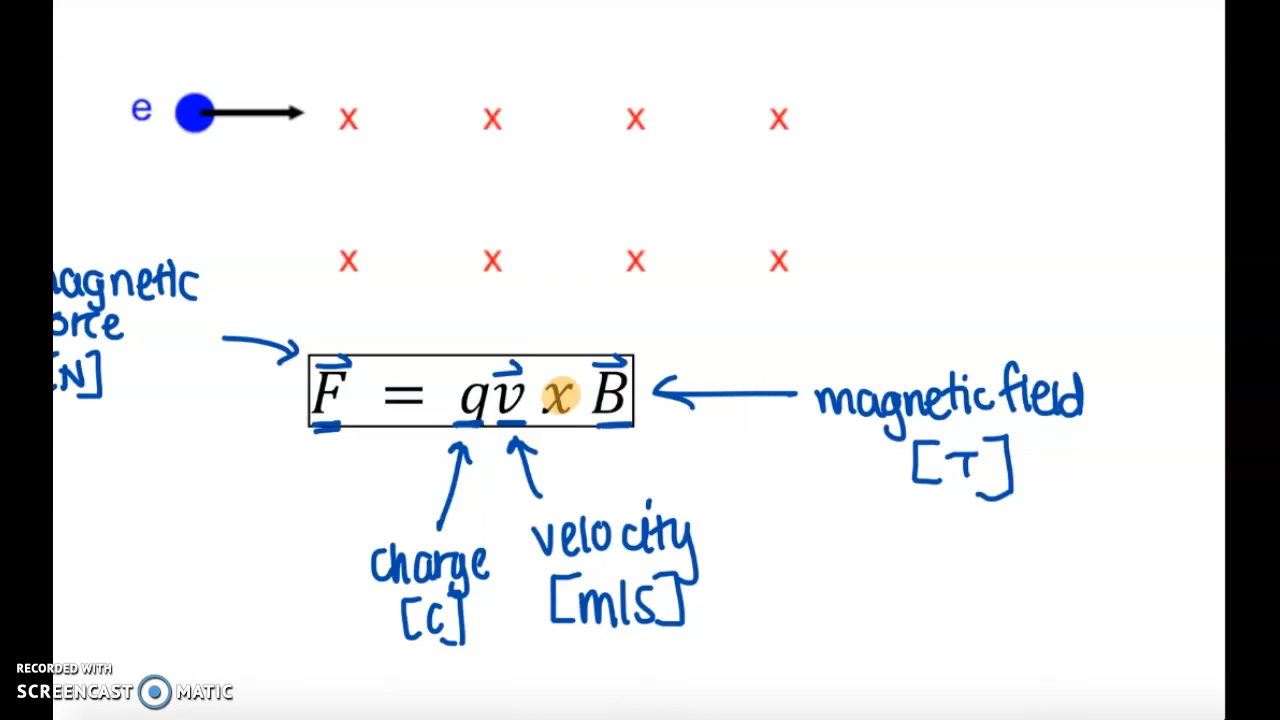 e
x x x x
x x x x
agnetic
orce
[N]
F = qv x B
magnetic field
[T]
charge
[C]
velocity
[m/s]
RECORDED WITH
SCREENCAST MATIC